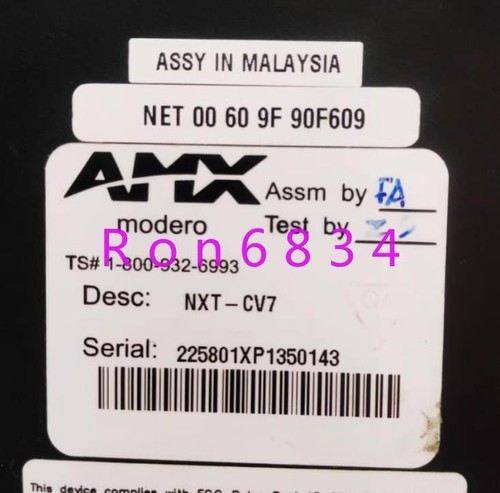 ASSY IN MALAYSIA
NET 00 60 9F 90F609
AMX
Assm by FA
modero
Test by
Ron6834
TS# 1-800-932-6993
Desc: NXT-CV7
Serial: 225801XP1350143
This device complies with FCC